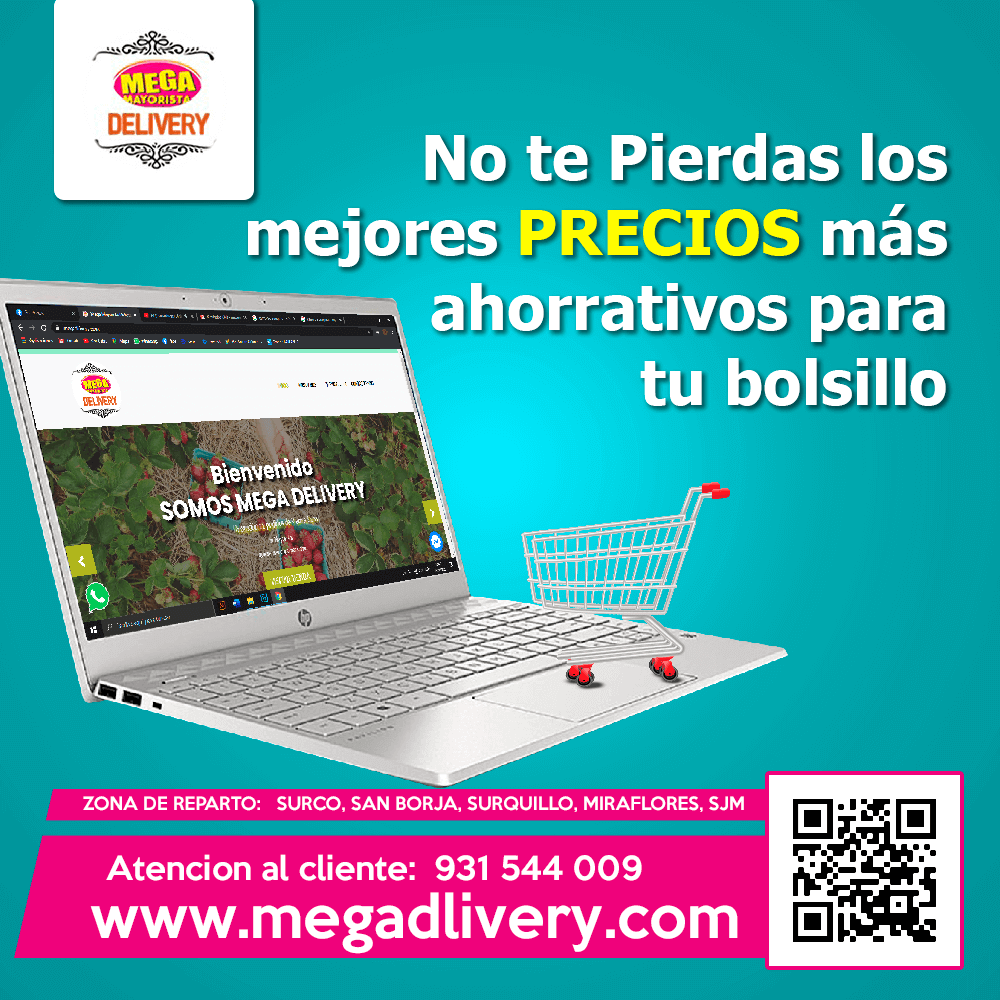 MEGA
MAYORISTA
DELIVERY
No te Pierdas los
mejores PRECIOS más
ahorrativos para
tu bolsillo
MEGA
DELIVERY
Bienvenido
SOMOS MEGA DELIVERY
hp
ZONA DE REPARTO: SURCO, SAN BORJA, SURQUILLO, MIRAFLORES, SJM
Atencion al cliente: 931 544 009
www.megadlivery.com